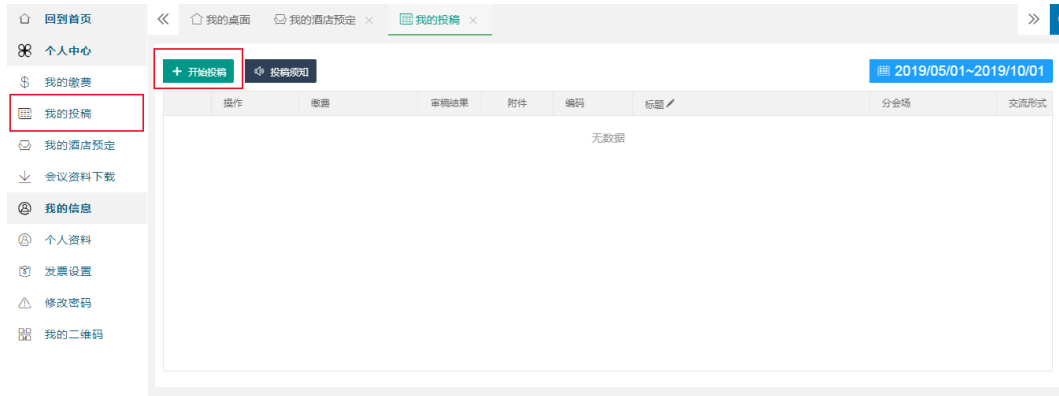 回到首页
个人中心
我的缴费
我的投稿
我的酒店预定
会议资料下载
我的信息
个人资料
发票设置
修改密码
我的二维码
我的桌面 我的酒店预定 我的投稿
开始投稿 投稿须知 2019/05/01~2019/10/01
操作 缴费 审稿结果 附件 编码 标题 分会场 交流形式
无数据